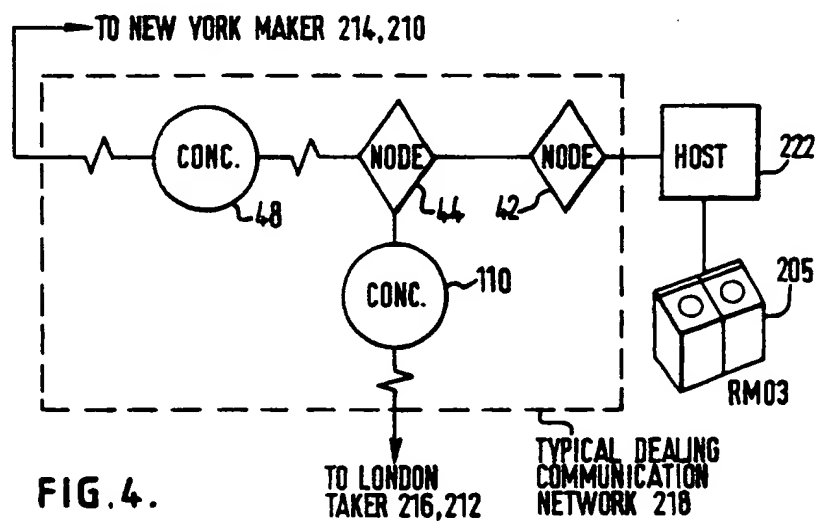 TO NEW YORK MAKER 214,210
CONC.
NODE
NODE
HOST
48
44
42
222
CONC.
110
205
RM03
TO LONDON
TAKER 216,212
TYPICAL DEALING
COMMUNICATION
NETWORK 218
FIG.4.